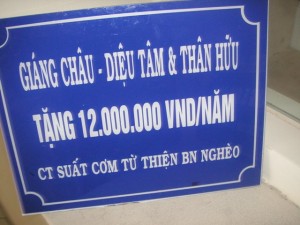 GIÁNG CHÂU - DIỆU TÂM & THÂN HỮU
TẶNG 12.000.000 VND/NĂM
CT SUẤT CƠM TỪ THIỆN BN NGHÈO